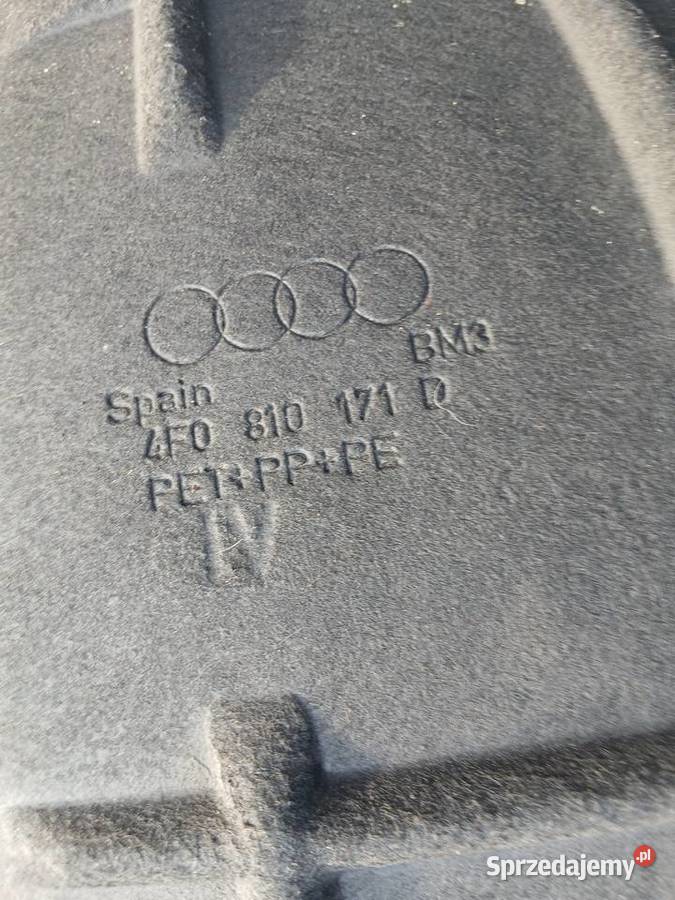 BM3
Spain
4F0 810 171 D
PET+PP+PE
IV
Sprzedajemy.pl